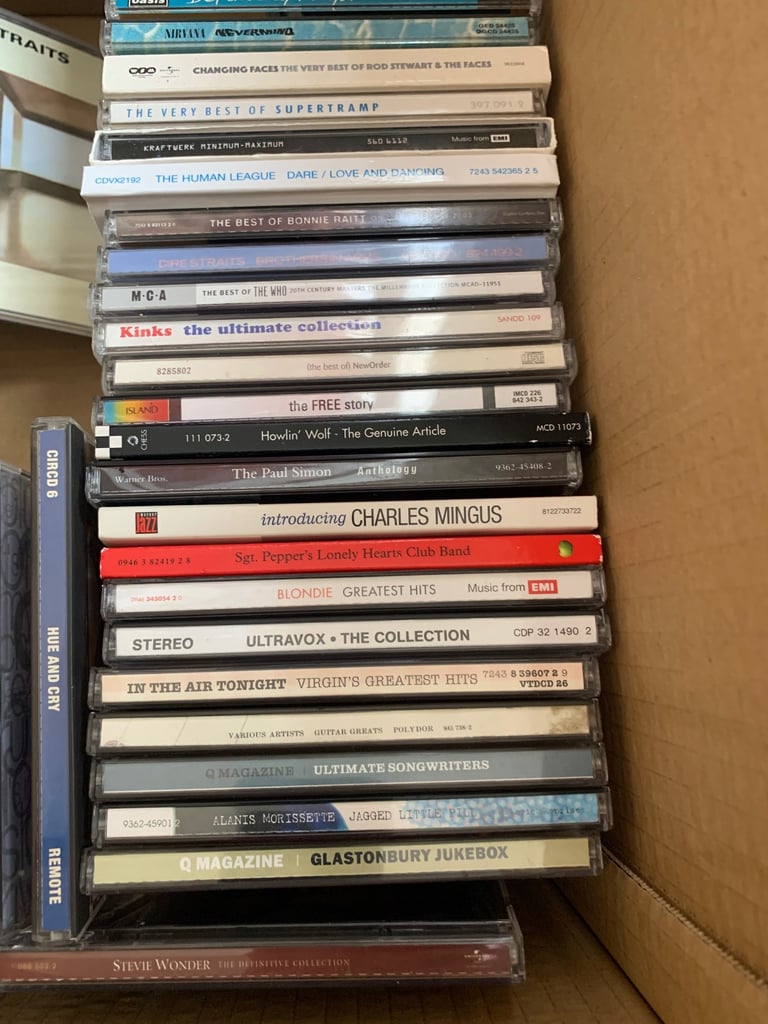 oasis
TRAITS
NIRVANA NEVERMIND
CHANGING FACES THE VERY BEST OF ROD STEWART & THE FACES
THE VERY BEST OF SUPERTRAMP 397 091-2
KRAFTWERK MINIMUM-MAXIMUM 560 6112 Music from EMI
CDVX2192 THE HUMAN LEAGUE DARE / LOVE AND DANCING 7243 542365 2 5
THE BEST OF BONNIE RAITT
DIRE STRAITS BROTHERS IN
M·C·A THE BEST OF THE WHO 20TH CENTURY MASTERS THE MILLENNIUM COLLECTION MCAD-11951
Kinks the ultimate collection SANDD 109
8285802 (the best of) NewOrder
ISLAND the FREE story IMCD 226
842 343-2
CHESS 111 073-2 Howlin' Wolf - The Genuine Article MCD 11073
Warner Bros. The Paul Simon Anthology 9362-45408-2
JAZZ introducing CHARLES MINGUS 8122733722
0946 3 82419 2 8 Sgt. Pepper's Lonely Hearts Club Band
BLONDIE GREATEST HITS Music from EMI
STEREO ULTRAVOX • THE COLLECTION CDP 32 1490 2
IN THE AIR TONIGHT VIRGIN'S GREATEST HITS 7243 8 39607 2 9
VTDCD 26
VARIOUS ARTISTS GUITAR GREATS POLYDOR
Q MAGAZINE | ULTIMATE SONGWRITERS
9362-45901 2 ALANIS MORISSETTE JAGGED LITTLE PILL
Q MAGAZINE | GLASTONBURY JUKEBOX
CIRCD 6 HUE AND CRY REMOTE
STEVIE WONDER THE DEFINITIVE COLLECTION